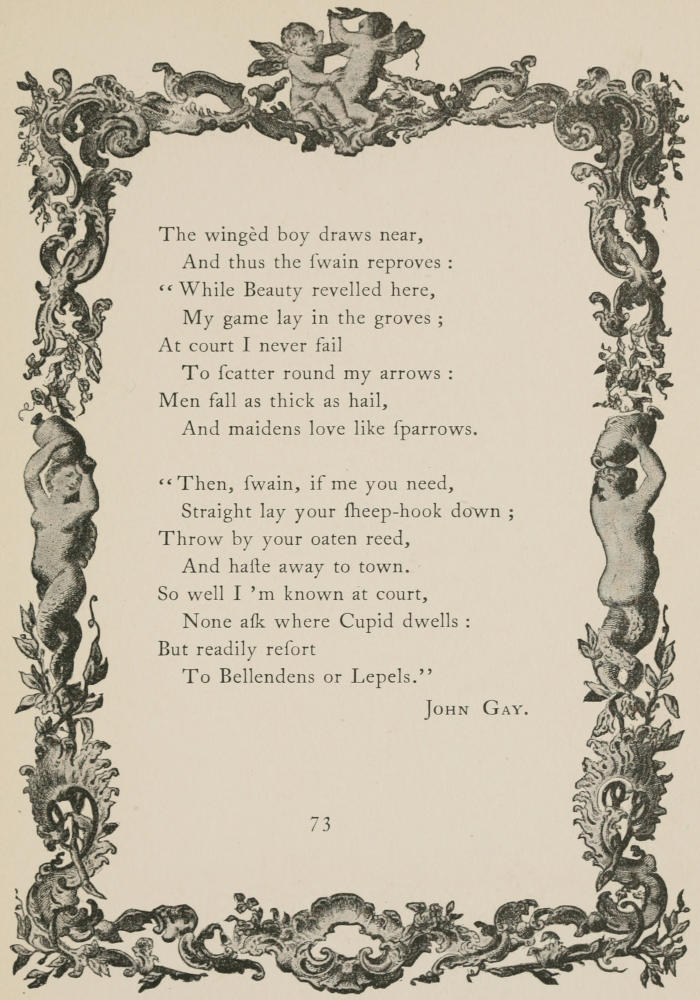 The wingèd boy draws near,
And thus the ſwain reproves :
“ While Beauty revelled here,
My game lay in the groves ;
At court I never fail
To ſcatter round my arrows :
Men fall as thick as hail,
And maidens love like ſparrows.
“ Then, ſwain, if me you need,
Straight lay your ſheep-hook down ;
Throw by your oaten reed,
And haſte away to town.
So well I ’m known at court,
None aſk where Cupid dwells :
But readily reſort
To Bellendens or Lepels.”
JOHN GAY.
73